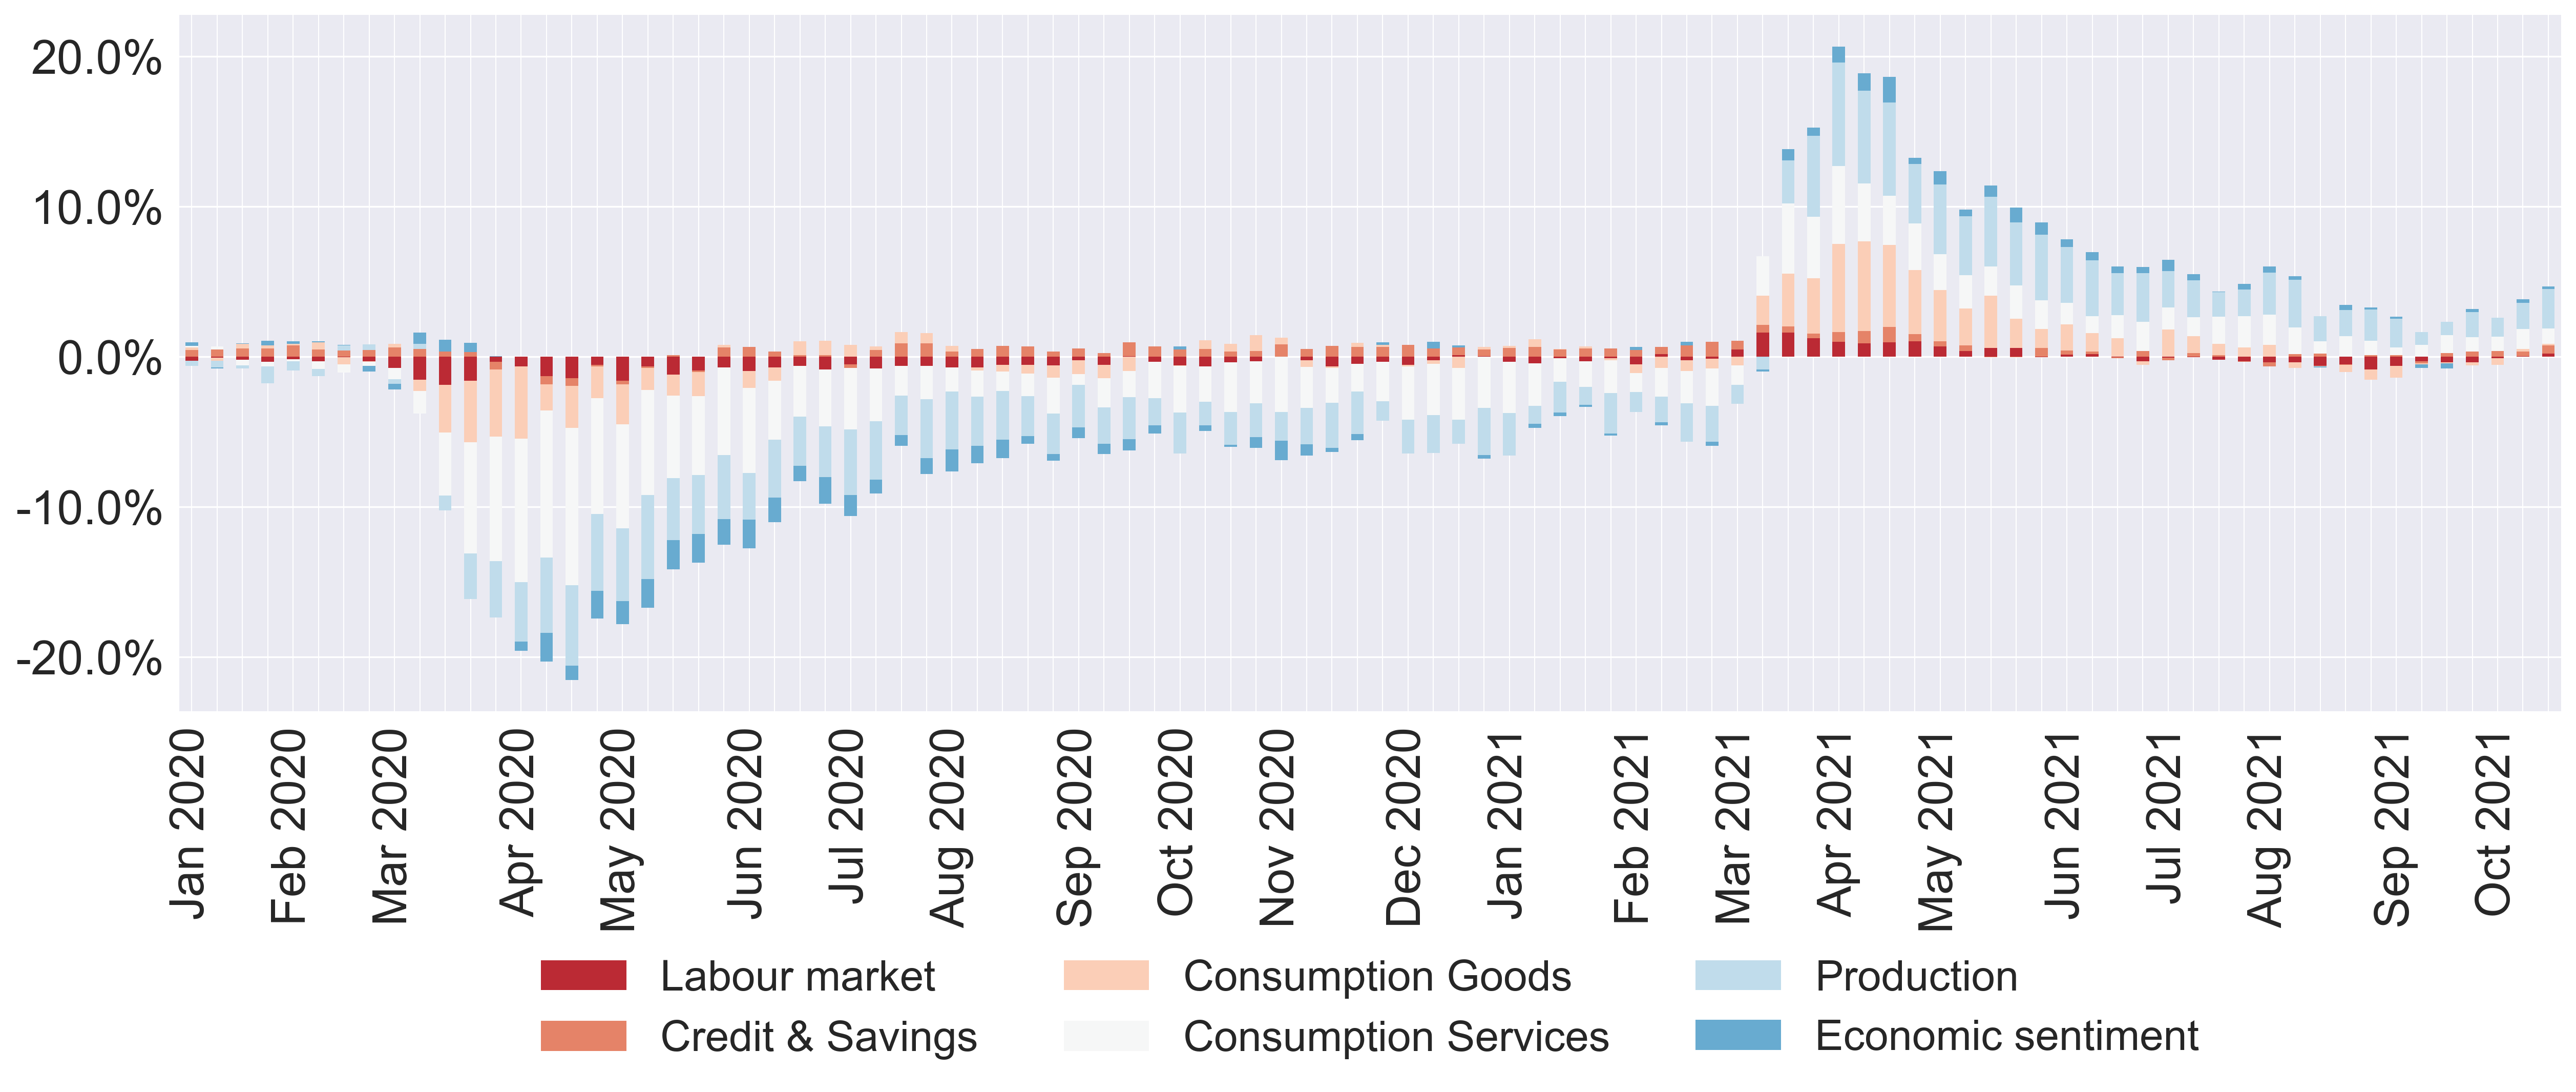 20.0%
10.0%
0.0%
-10.0%
-20.0%
Jan 2020
Feb 2020
Mar 2020
Apr 2020
May 2020
Jun 2020
Jul 2020
Aug 2020
Sep 2020
Oct 2020
Nov 2020
Dec 2020
Jan 2021
Feb 2021
Mar 2021
Apr 2021
May 2021
Jun 2021
Jul 2021
Aug 2021
Sep 2021
Oct 2021
Labour market
Consumption Goods
Production
Credit & Savings
Consumption Services
Economic sentiment